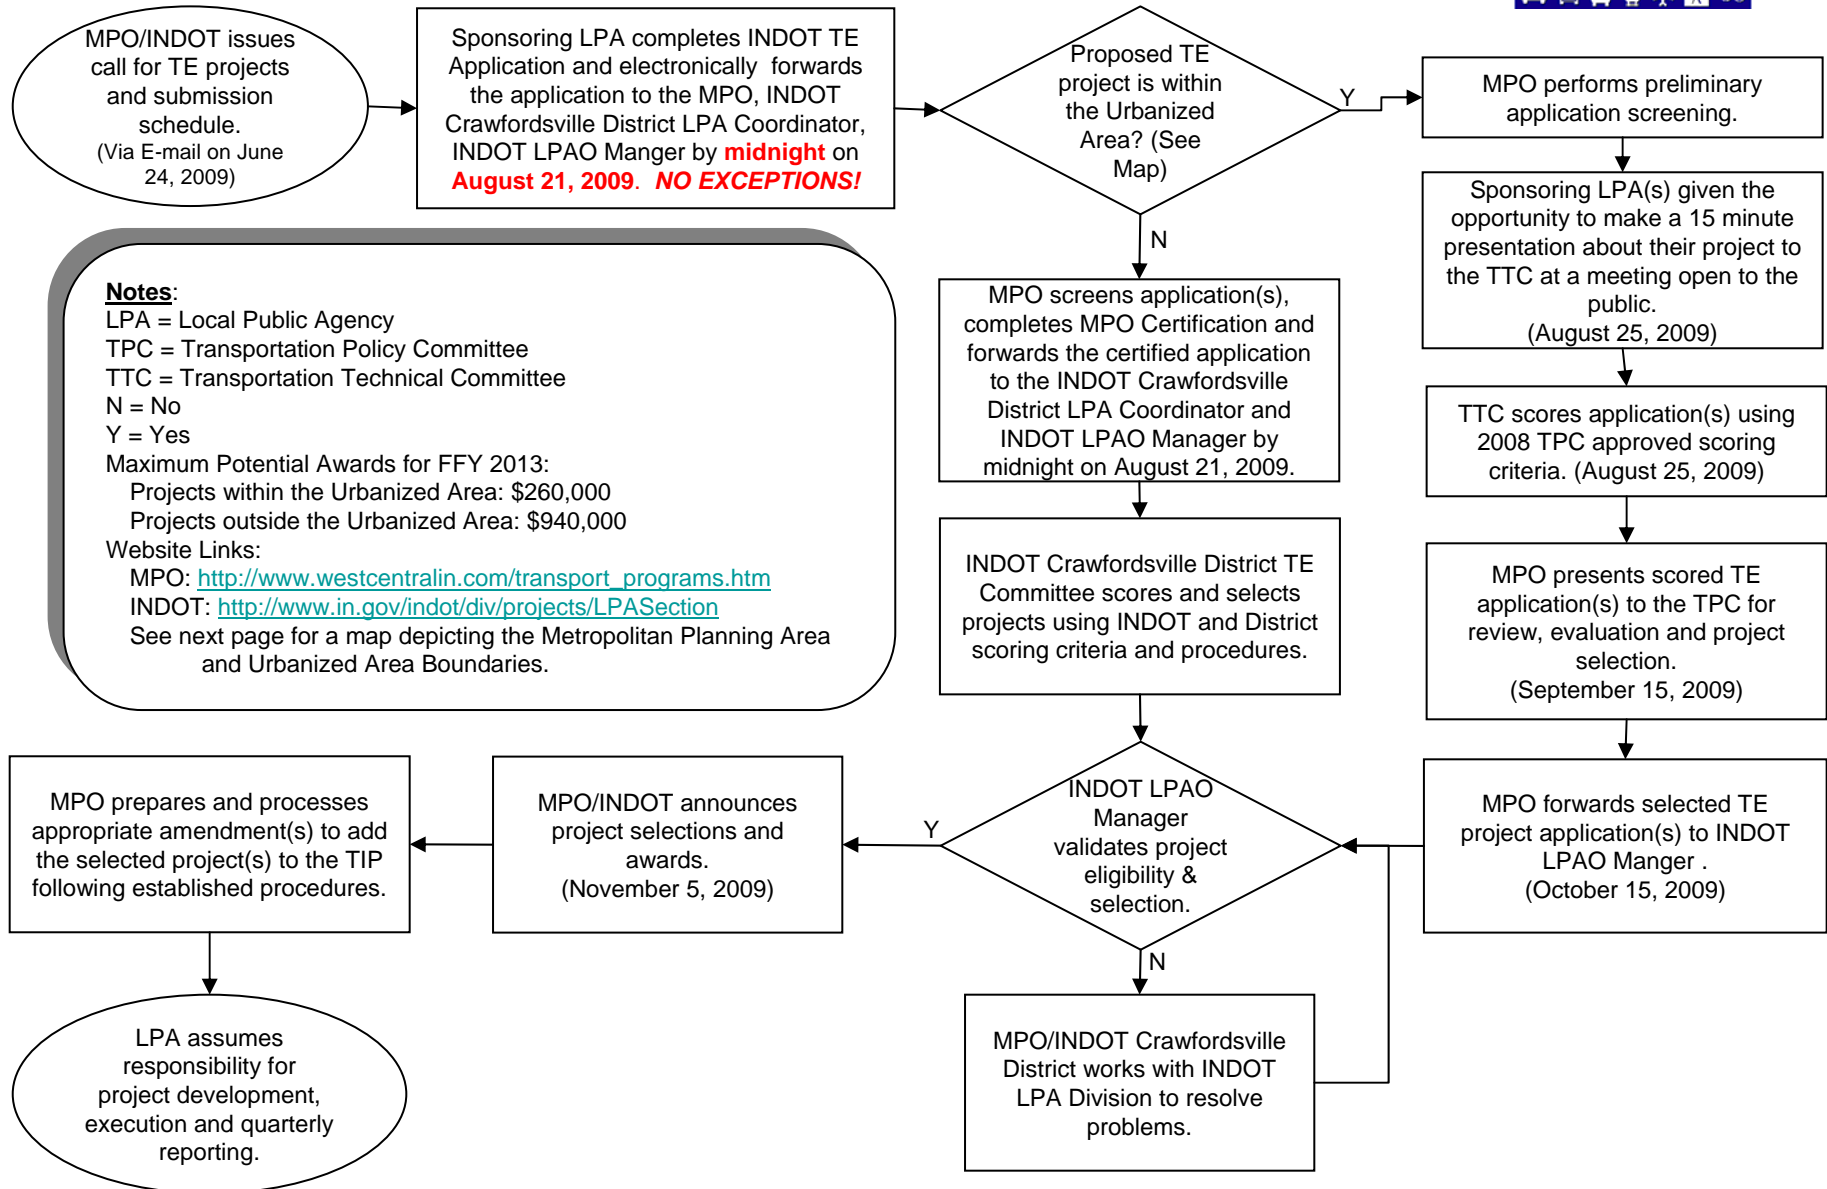 MPO/INDOT issues
call for TE projects
and submission
schedule.
(Via E-mail on June
24, 2009)
Sponsoring LPA completes INDOT TE
Application and electronically forwards
the application to the MPO, INDOT
Crawfordsville District LPA Coordinator,
INDOT LPAO Manger by midnight on
August 21, 2009. NO EXCEPTIONS!
Proposed TE
project is within
the Urbanized
Area? (See
Map)
Y
N
MPO performs preliminary
application screening.
Sponsoring LPA(s) given the
opportunity to make a 15 minute
presentation about their project to
the TTC at a meeting open to the
public.
(August 25, 2009)
TTC scores application(s) using
2008 TPC approved scoring
criteria. (August 25, 2009)
MPO presents scored TE
application(s) to the TPC for
review, evaluation and project
selection.
(September 15, 2009)
MPO forwards selected TE
project application(s) to INDOT
LPAO Manger .
(October 15, 2009)
MPO screens application(s),
completes MPO Certification and
forwards the certified application
to the INDOT Crawfordsville
District LPA Coordinator and
INDOT LPAO Manager by
midnight on August 21, 2009.
INDOT Crawfordsville District TE
Committee scores and selects
projects using INDOT and District
scoring criteria and procedures.
INDOT LPAO
Manager
validates project
eligibility &
selection.
Y
N
MPO/INDOT Crawfordsville
District works with INDOT
LPA Division to resolve
problems.
MPO/INDOT announces
project selections and
awards.
(November 5, 2009)
MPO prepares and processes
appropriate amendment(s) to add
the selected project(s) to the TIP
following established procedures.
LPA assumes
responsibility for
project development,
execution and quarterly
reporting.
Notes:
LPA = Local Public Agency
TPC = Transportation Policy Committee
TTC = Transportation Technical Committee
N = No
Y = Yes
Maximum Potential Awards for FFY 2013:
Projects within the Urbanized Area: $260,000
Projects outside the Urbanized Area: $940,000
Website Links:
MPO: http://www.westcentralin.com/transport_programs.htm
INDOT: http://www.in.gov/indot/div/projects/LPASection
See next page for a map depicting the Metropolitan Planning Area
and Urbanized Area Boundaries.